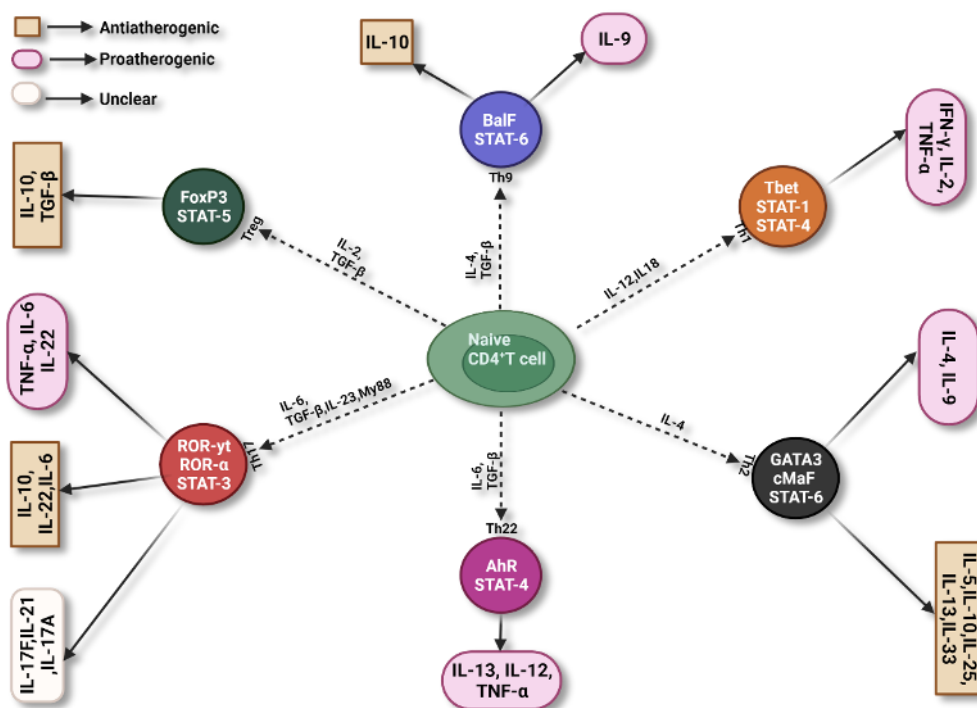 Antiatherogenic
Proatherogenic
Unclear
IL-10
IL-9
BalF
STAT-6
Th9
IL-4,
TGF-β
IFN-γ, IL-2,
TNF-α
Tbet
STAT-1
STAT-4
Th1
IL-12,IL18
IL-10,
TGF-β
FoxP3
STAT-5
Treg
IL-2,
TGF-β
Naive
CD4⁺T cell
TNF-α, IL-6
IL-22
IL-10,
IL-22,IL-6
IL-17F,IL-21
,IL-17A
ROR-yt
ROR-α
STAT-3
Th17
IL-6,
TGF-β,IL-23,My88
IL-6,
TGF-β
Th22
AhR
STAT-4
IL-13, IL-12,
TNF-α
IL-4
Th2
GATA3
cMaF
STAT-6
IL-4, IL-9
IL-5,IL-10,IL-25,
IL-13,IL-33